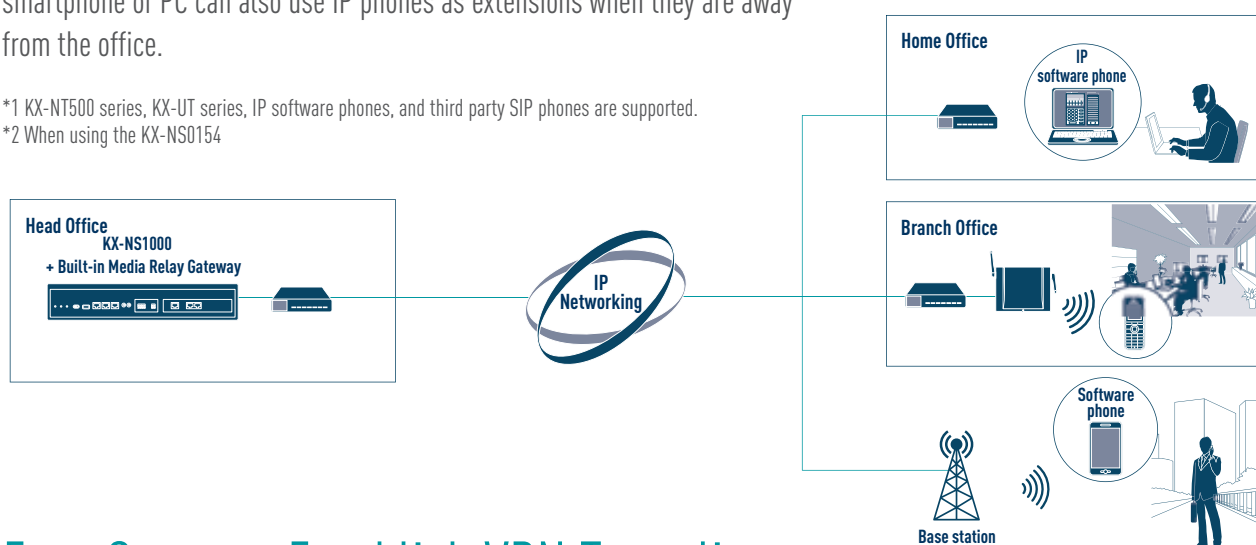 smartphone or PC can also use IP phones as extensions when they are away
from the office.
*1 KX-NT500 series, KX-UT series, IP software phones, and third party SIP phones are supported.
*2 When using the KX-NS0154
Head Office
KX-NS1000
+ Built-in Media Relay Gateway
IP
Networking
Home Office
IP
software phone
Branch Office
Software
phone
Base station